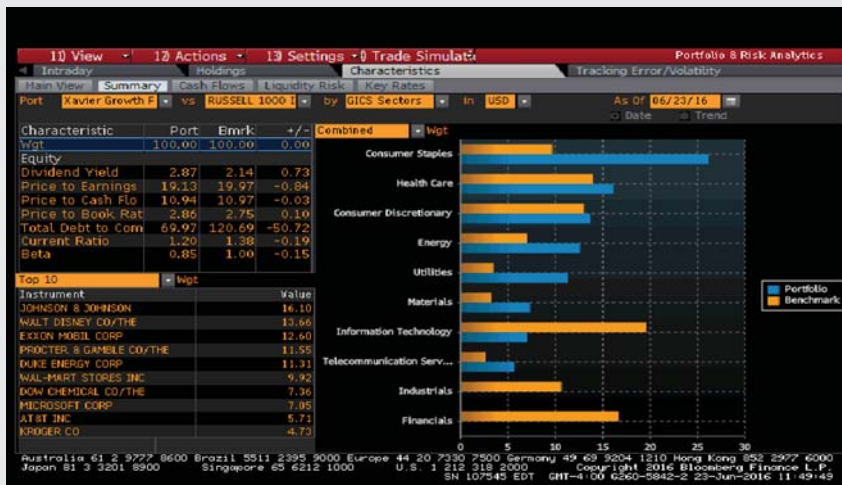 11) View 12) Actions 13) Settings Trade Simulat Portfolio & Risk Analytics
Intraday Holdings Characteristics Tracking Error/Volatility
Main View Summary Cash Flows Liquidity Risk Key Rates
Port Xavier Growth F vs RUSSELL 1000 I by GICS Sectors in USD As Of 06/23/16
Date Trend
Characteristic Port Bmrk +/-
Wgt 100.00 100.00 0.00
Equity
Dividend Yield 2.87 2.14 0.73
Price to Earnings 19.13 19.97 -0.84
Price to Cash Flo 10.94 10.97 -0.03
Price to Book Rat 2.86 2.75 0.10
Total Debt to Com 69.97 120.69 -50.72
Current Ratio 1.20 1.38 -0.19
Beta 0.85 1.00 -0.15
Top 10 Wgt
Instrument Value
JOHNSON & JOHNSON 16.10
WALT DISNEY CO/THE 13.66
EXXON MOBIL CORP 12.60
PROCTER & GAMBLE CO/THE 11.55
DUKE ENERGY CORP 11.31
WAL-MART STORES INC 9.92
DOW CHEMICAL CO/THE 7.36
MICROSOFT CORP 7.05
AT&T INC 5.71
KROGER CO 4.73
Combined Wgt
Consumer Staples
Health Care
Consumer Discretionary
Energy
Utilities
Materials
Information Technology
Telecommunication Serv...
Industrials
Financials
0 5 10 15 20 25 30
Portfolio
Benchmark
Australia 61 2 9777 8600 Brazil 5511 2395 9000 Europe 44 20 7330 7500 Germany 49 69 9204 1210 Hong Kong 852 2977 6000
Japan 81 3 3201 8900 Singapore 65 6212 1000 U.S. 1 212 318 2000 Copyright 2016 Bloomberg Finance L.P.
SN 107545 EDT GMT-4:00 G260-5842-2 23-Jun-2016 11:49:49